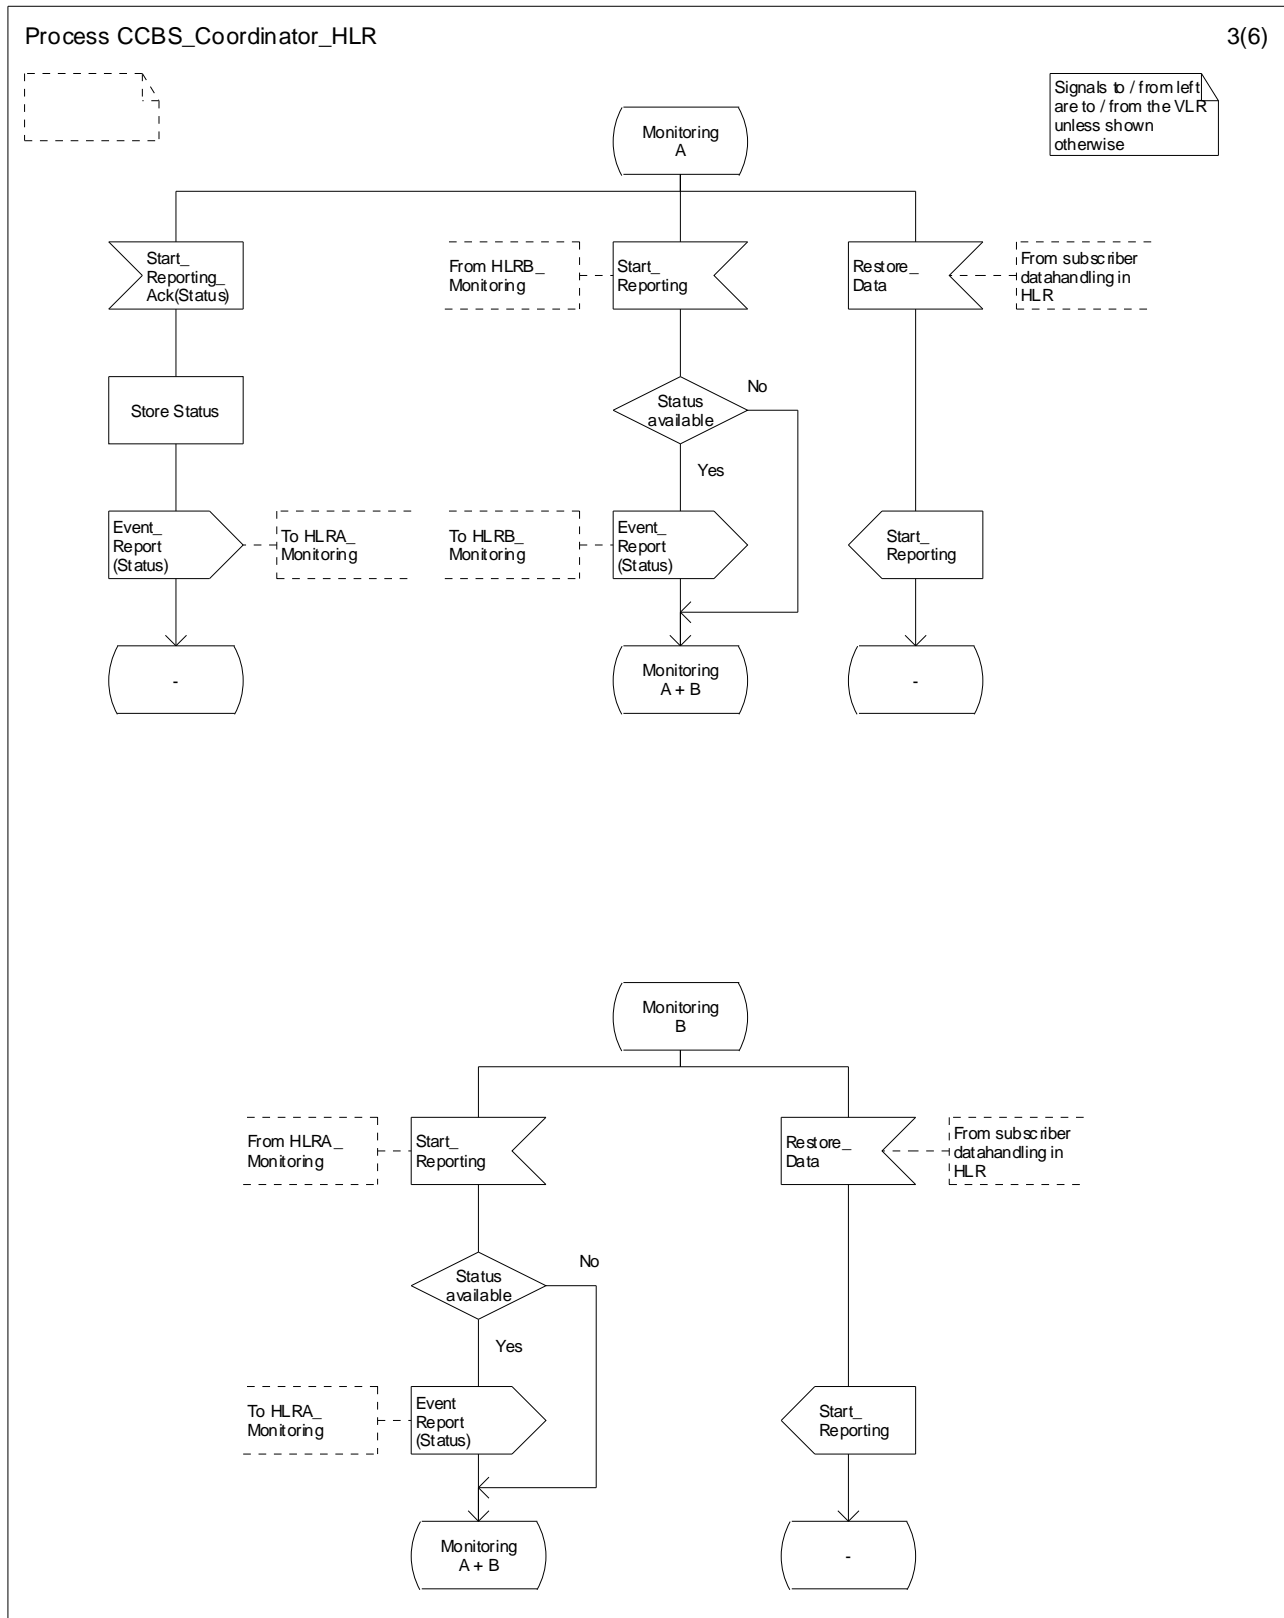 Process CCBS_Coordinator_HLR
3(6)
Signals to / from left
are to / from the VLR
unless shown
otherwise
Monitoring
A
Start_
Reporting_
Ack(Status)
From HLRB_
Monitoring
Start_
Reporting
Restore_
Data
From subscriber
datahandling in
HLR
Store Status
Status
available
No
Yes
Event_
Report
(Status)
To HLRA_
Monitoring
To HLRB_
Monitoring
Event_
Report
(Status)
Start_
Reporting
-
Monitoring
A + B
-
Monitoring
B
From HLRA_
Monitoring
Start_
Reporting
Restore_
Data
From subscriber
datahandling in
HLR
Status
available
No
Yes
To HLRA_
Monitoring
Event
Report
(Status)
Start_
Reporting
Monitoring
A + B
-